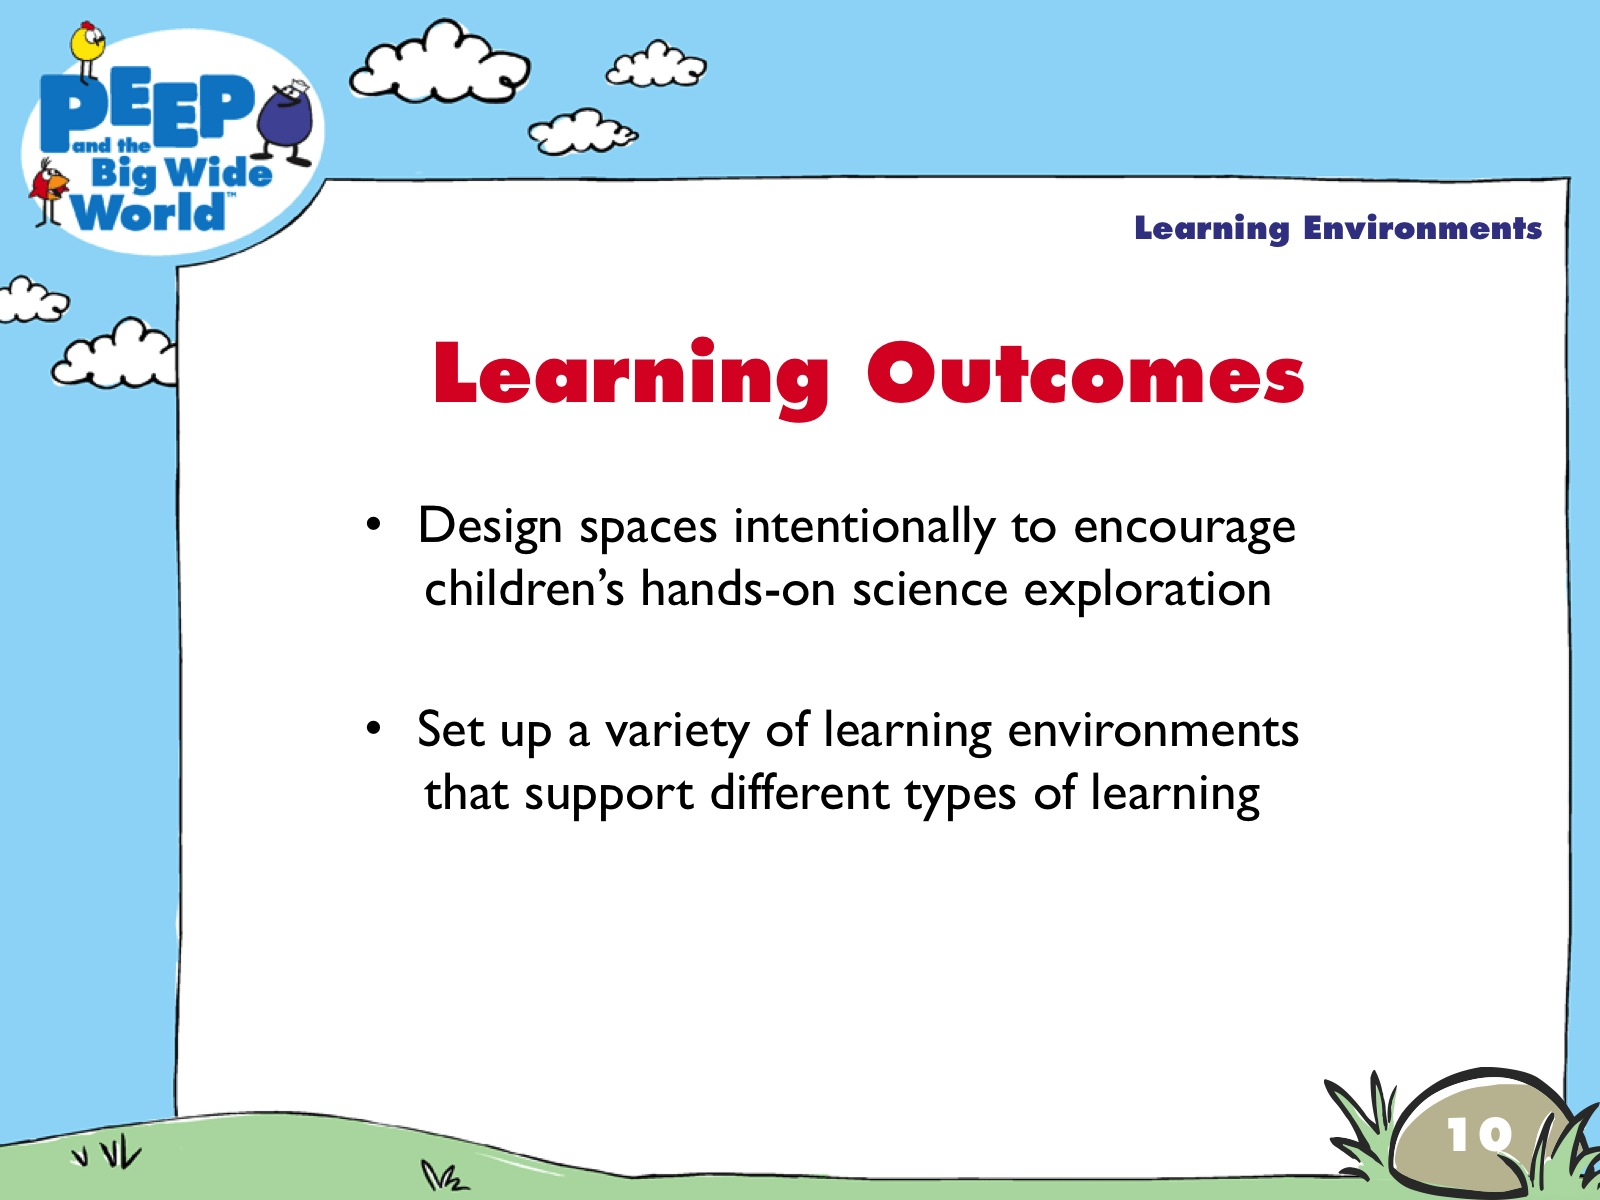 PEEP
and the
Big Wide
World™
Learning Environments
Learning Outcomes
• Design spaces intentionally to encourage
children’s hands-on science exploration
• Set up a variety of learning environments
that support different types of learning
10